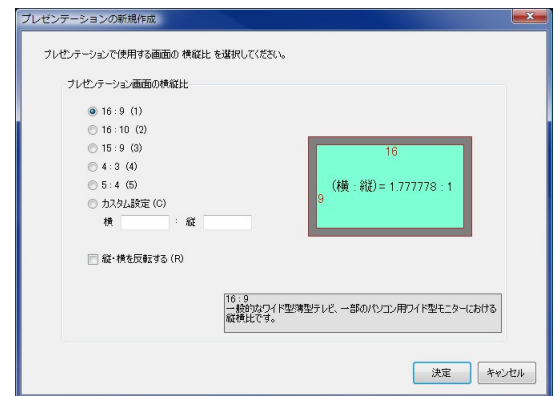 プレゼンテーションの新規作成
プレゼンテーションで使用する画面の 横縦比 を選択してください。
プレゼンテーション画面の横縦比
16 : 9 (1)
16 : 10 (2)
15 : 9 (3)
4 : 3 (4)
5 : 4 (5)
カスタム設定 (C)
横 : 縦
縦・横を反転する (R)
16
9
(横 : 縦)= 1.777778 : 1
16 : 9
一般的なワイド型薄型テレビ、一部のパソコン用ワイド型モニターにおける
縦横比です。
決定
キャンセル